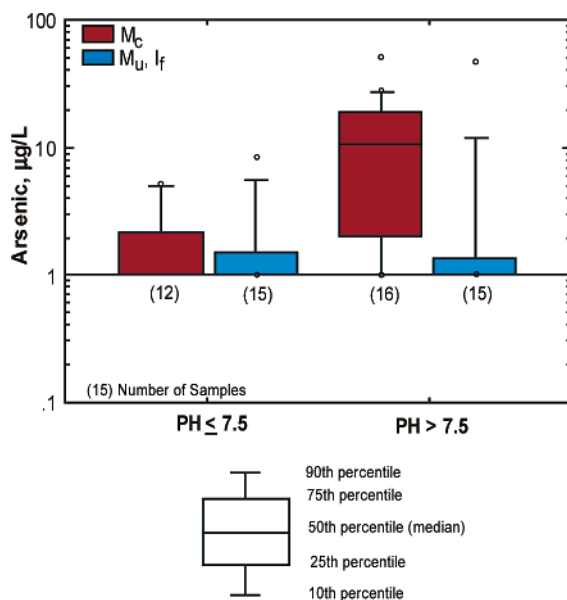 100
10
1
.1
Arsenic, µg/L
Mc
Mu, If
(12)
(15)
(16)
(15)
(15) Number of Samples
PH ≤ 7.5
PH > 7.5
90th percentile
75th percentile
50th percentile (median)
25th percentile
10th percentile